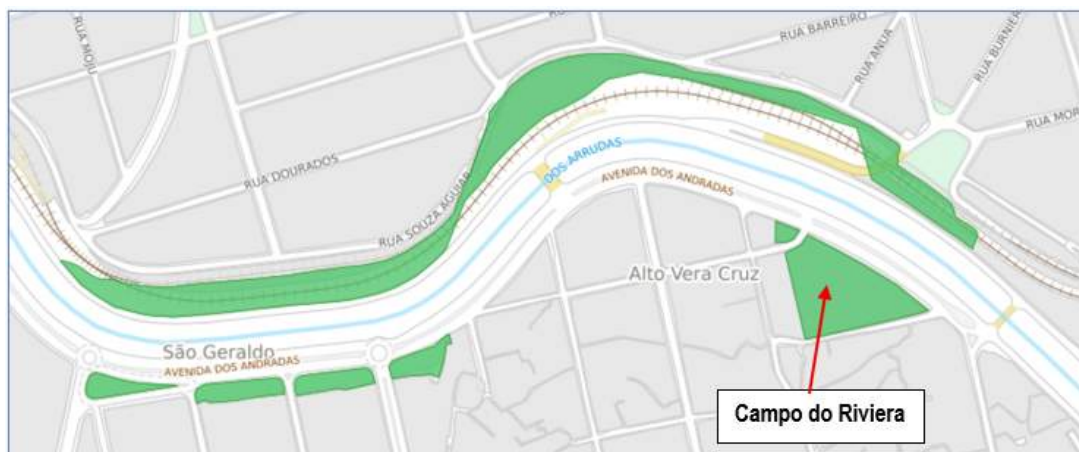 RUA MOJU
RUA BARREIRO
RUA ANUA
RUA BURNIER
RUA MOR
RUA DOURADOS
DOS ARRUDAS
AVENIDA DOS ANDRADAS
RUA SOUZA AGUIAR
Alto Vera Cruz
São Geraldo
AVENIDA DOS ANDRADAS
Campo do Riviera